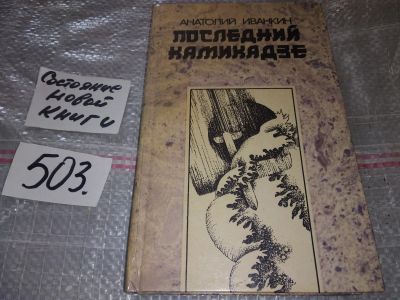 АНАТОЛИЙ ИВАНКИН
ПОСЛЕДНИЙ
КАМИКАДЗЕ
Состояние
новой
книги
503.